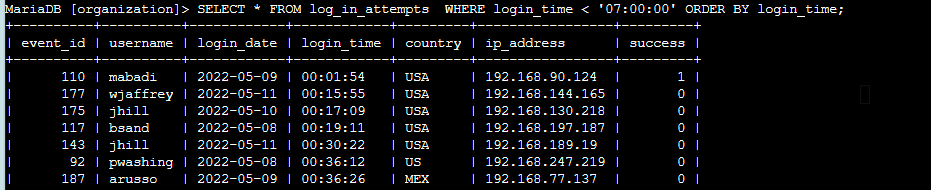 MariaDB [organization]> SELECT * FROM log_in_attempts  WHERE login_time < '07:00:00' ORDER BY login_time;
+----------+----------+------------+------------+---------+-----------------+---------+
| event_id | username | login_date | login_time | country | ip_address      | success |
+----------+----------+------------+------------+---------+-----------------+---------+
|      110 | mabadi   | 2022-05-09 | 00:01:54   | USA     | 192.168.90.124  |       1 |
|      177 | wjaffrey | 2022-05-11 | 00:15:55   | USA     | 192.168.144.165 |       0 |
|      175 | jhill    | 2022-05-10 | 00:17:09   | USA     | 192.168.130.218 |       0 |
|      117 | bsand    | 2022-05-08 | 00:19:11   | USA     | 192.168.197.187 |       0 |
|      143 | jhill    | 2022-05-11 | 00:30:22   | USA     | 192.168.189.19  |       0 |
|       92 | pwashing | 2022-05-08 | 00:36:12   | US      | 192.168.247.219 |       0 |
|      187 | arusso   | 2022-05-09 | 00:36:26   | MEX     | 192.168.77.137  |       0 |